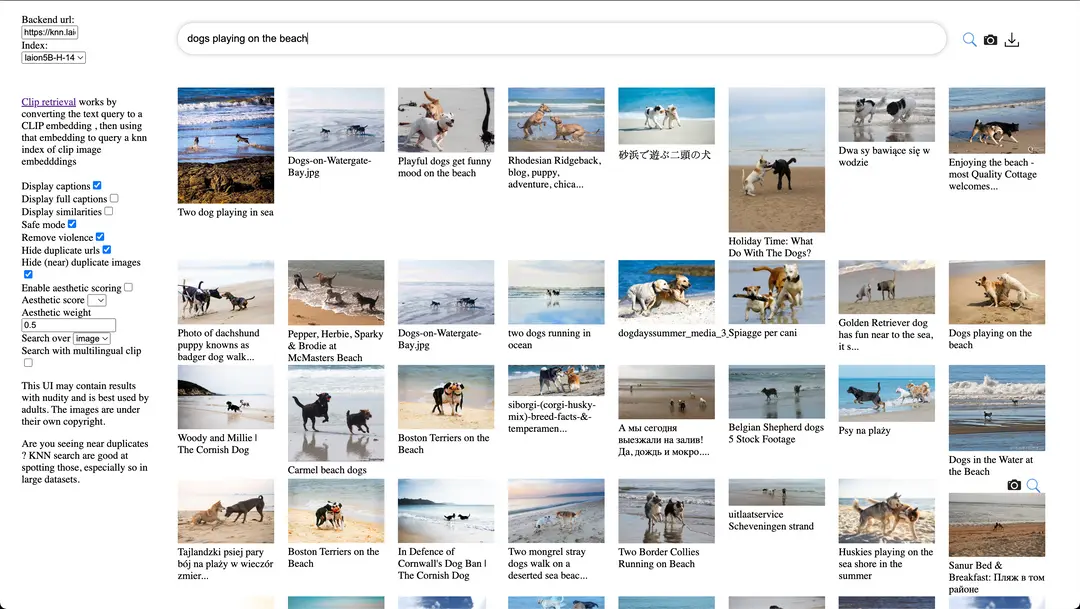 Backend url:
https://knn.lai
Index:
laion5B-H-14
dogs playing on the beach
Clip retrieval works by
converting the text query to a
CLIP embedding , then using
that embedding to query a knn
index of clip image
embedddings
Display captions
Display full captions
Display similarities
Safe mode
Remove violence
Hide duplicate urls
Hide (near) duplicate images
Enable aesthetic scoring
Aesthetic score
Aesthetic weight
0.5
Search over image
Search with multilingual clip
This UI may contain results
with nudity and is best used by
adults. The images are under
their own copyright.
Are you seeing near duplicates
? KNN search are good at
spotting those, especially so in
large datasets.
Two dog playing in sea
Dogs-on-Watergate-
Bay.jpg
Playful dogs get funny
mood on the beach
Rhodesian Ridgeback,
blog, puppy,
adventure, chica...
砂浜で遊ぶ二頭の犬
Holiday Time: What
Do With The Dogs?
Dwa sy bawiące się w
wodzie
Enjoying the beach -
most Quality Cottage
welcomes...
Photo of dachshund
puppy knowns as
badger dog walk...
Pepper, Herbie, Sparky
& Brodie at
McMasters Beach
Dogs-on-Watergate-
Bay.jpg
two dogs running in
ocean
dogdayssummer_media_3_
Spiagge per cani
Golden Retriever dog
has fun near to the sea,
it s...
Dogs playing on the
beach
Woody and Millie |
The Cornish Dog
Carmel beach dogs
Boston Terriers on the
Beach
siborgi-(corgi-husky-
mix)-breed-facts-&-
temperamen...
А мы сегодня
выезжали на залив!
Да, дождь и мокро....
Belgian Shepherd dogs
5 Stock Footage
Psy na plaży
Dogs in the Water at
the Beach
Tajlandzki psiej pary
bój na plaży w wieczór
zmier...
Boston Terriers on the
Beach
In Defence of
Cornwall's Dog Ban |
The Cornish Dog
Two mongrel stray
dogs walk on a
deserted sea beac...
Two Border Collies
Running on Beach
uitlaatservice
Scheveningen strand
Huskies playing on the
sea shore in the
summer
Sanur Bed &
Breakfast: Пляж в том
районе